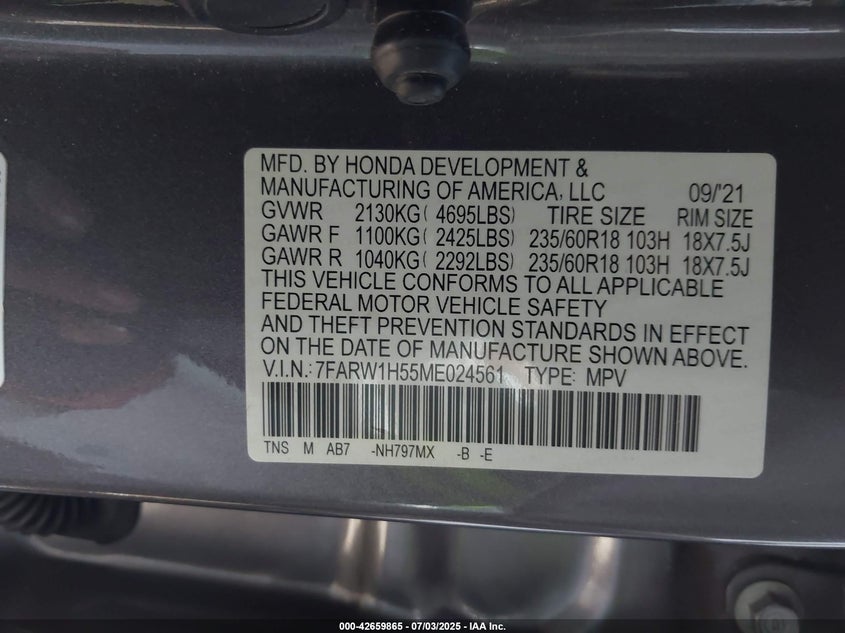 MFD. BY HONDA DEVELOPMENT &
MANUFACTURING OF AMERICA, LLC 09/'21
GVWR 2130KG( 4695LBS) TIRE SIZE RIM SIZE
GAWR F 1100KG( 2425LBS) 235/60R18 103H 18X7.5J
GAWR R 1040KG( 2292LBS) 235/60R18 103H 18X7.5J
THIS VEHICLE CONFORMS TO ALL APPLICABLE
FEDERAL MOTOR VEHICLE SAFETY
AND THEFT PREVENTION STANDARDS IN EFFECT
ON THE DATE OF MANUFACTURE SHOWN ABOVE.
V.I.N.: 7FARW1H55ME024561 TYPE: MPV
TNS M AB7 -NH797MX -B -E
000-42659865 - 07/03/2025 - IAA Inc.